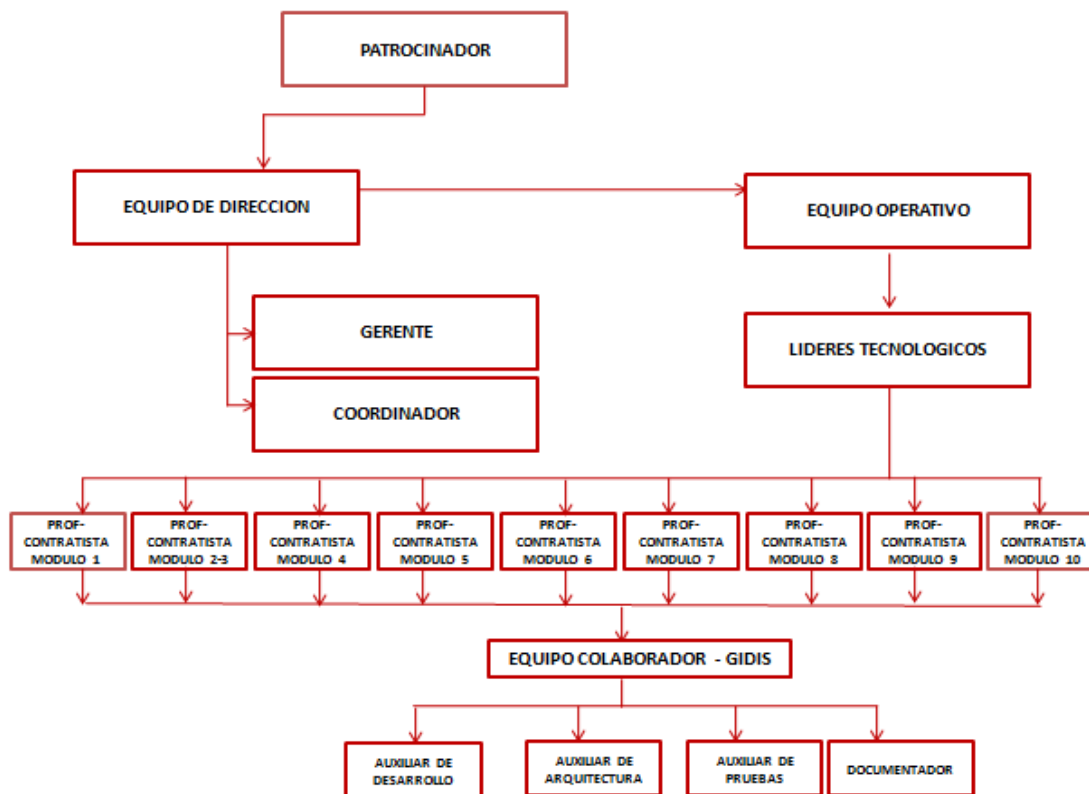 PATROCINADOR
EQUIPO DE DIRECCION
EQUIPO OPERATIVO
GERENTE
LIDERES TECNOLOGICOS
COORDINADOR
PROF-
CONTRATISTA
MODULO 1
PROF-
CONTRATISTA
MODULO 2-3
PROF-
CONTRATISTA
MODULO 4
PROF-
CONTRATISTA
MODULO 5
PROF-
CONTRATISTA
MODULO 6
PROF-
CONTRATISTA
MODULO 7
PROF-
CONTRATISTA
MODULO 8
PROF-
CONTRATISTA
MODULO 9
PROF-
CONTRATISTA
MODULO 10
EQUIPO COLABORADOR - GIDIS
AUXILIAR DE
DESARROLLO
AUXILIAR DE
ARQUITECTURA
AUXILIAR DE
PRUEBAS
DOCUMENTADOR